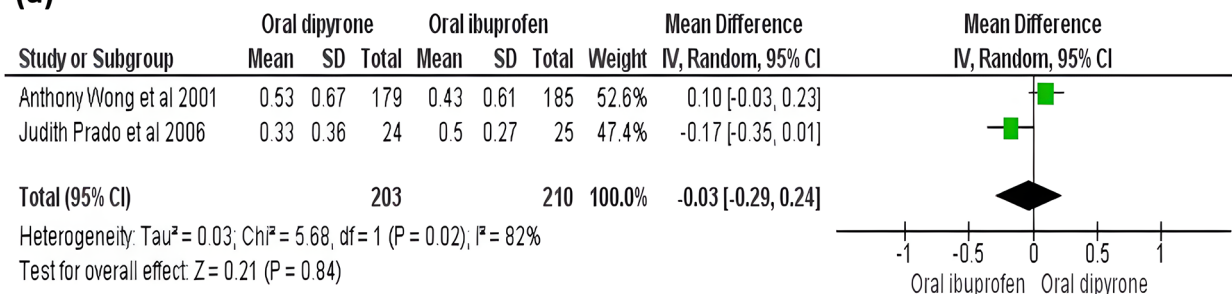 Oral dipyrone Oral ibuprofen Mean Difference Mean Difference
Study or Subgroup Mean SD Total Mean SD Total Weight IV, Random, 95% CI IV, Random, 95% CI
Anthony Wong et al 2001 0.53 0.67 179 0.43 0.61 185 52.6% 0.10 [-0.03, 0.23]
Judith Prado et al 2006 0.33 0.36 24 0.5 0.27 25 47.4% -0.17 [-0.35, 0.01]
Total (95% CI) 203 210 100.0% -0.03 [-0.29, 0.24]
Heterogeneity: Tau² = 0.03; Chi² = 5.68, df = 1 (P = 0.02); I² = 82%
Test for overall effect: Z = 0.21 (P = 0.84)
-1 -0.5 0 0.5 1
Oral ibuprofen Oral dipyrone